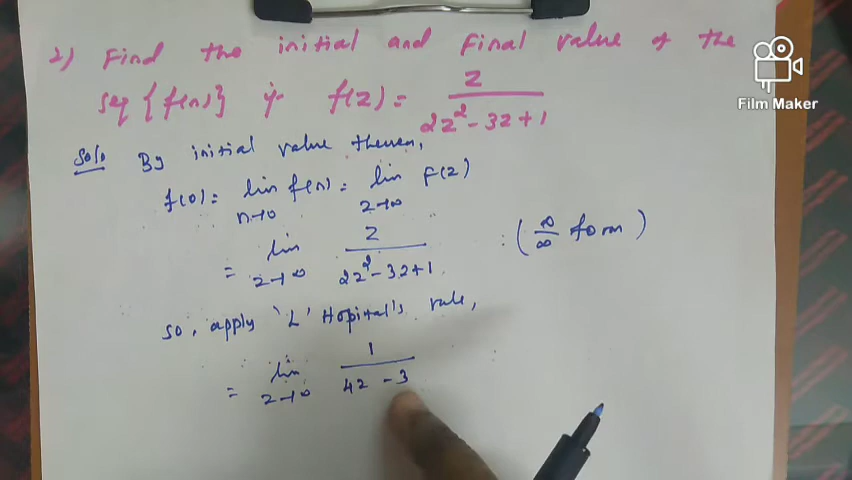 2) Find the initial and Final value of the
seq {f(n)} if f(z) = z / 2z² - 3z + 1
Soln By initial value theorem,
f(0) = lim n→0 f(n) = lim z→∞ F(z)
= lim z→∞ z / 2z² - 3z + 1 : (∞/∞ form)
so, apply 'L' Hopital's rule,
= lim z→∞ 1 / 4z - 3
Film Maker